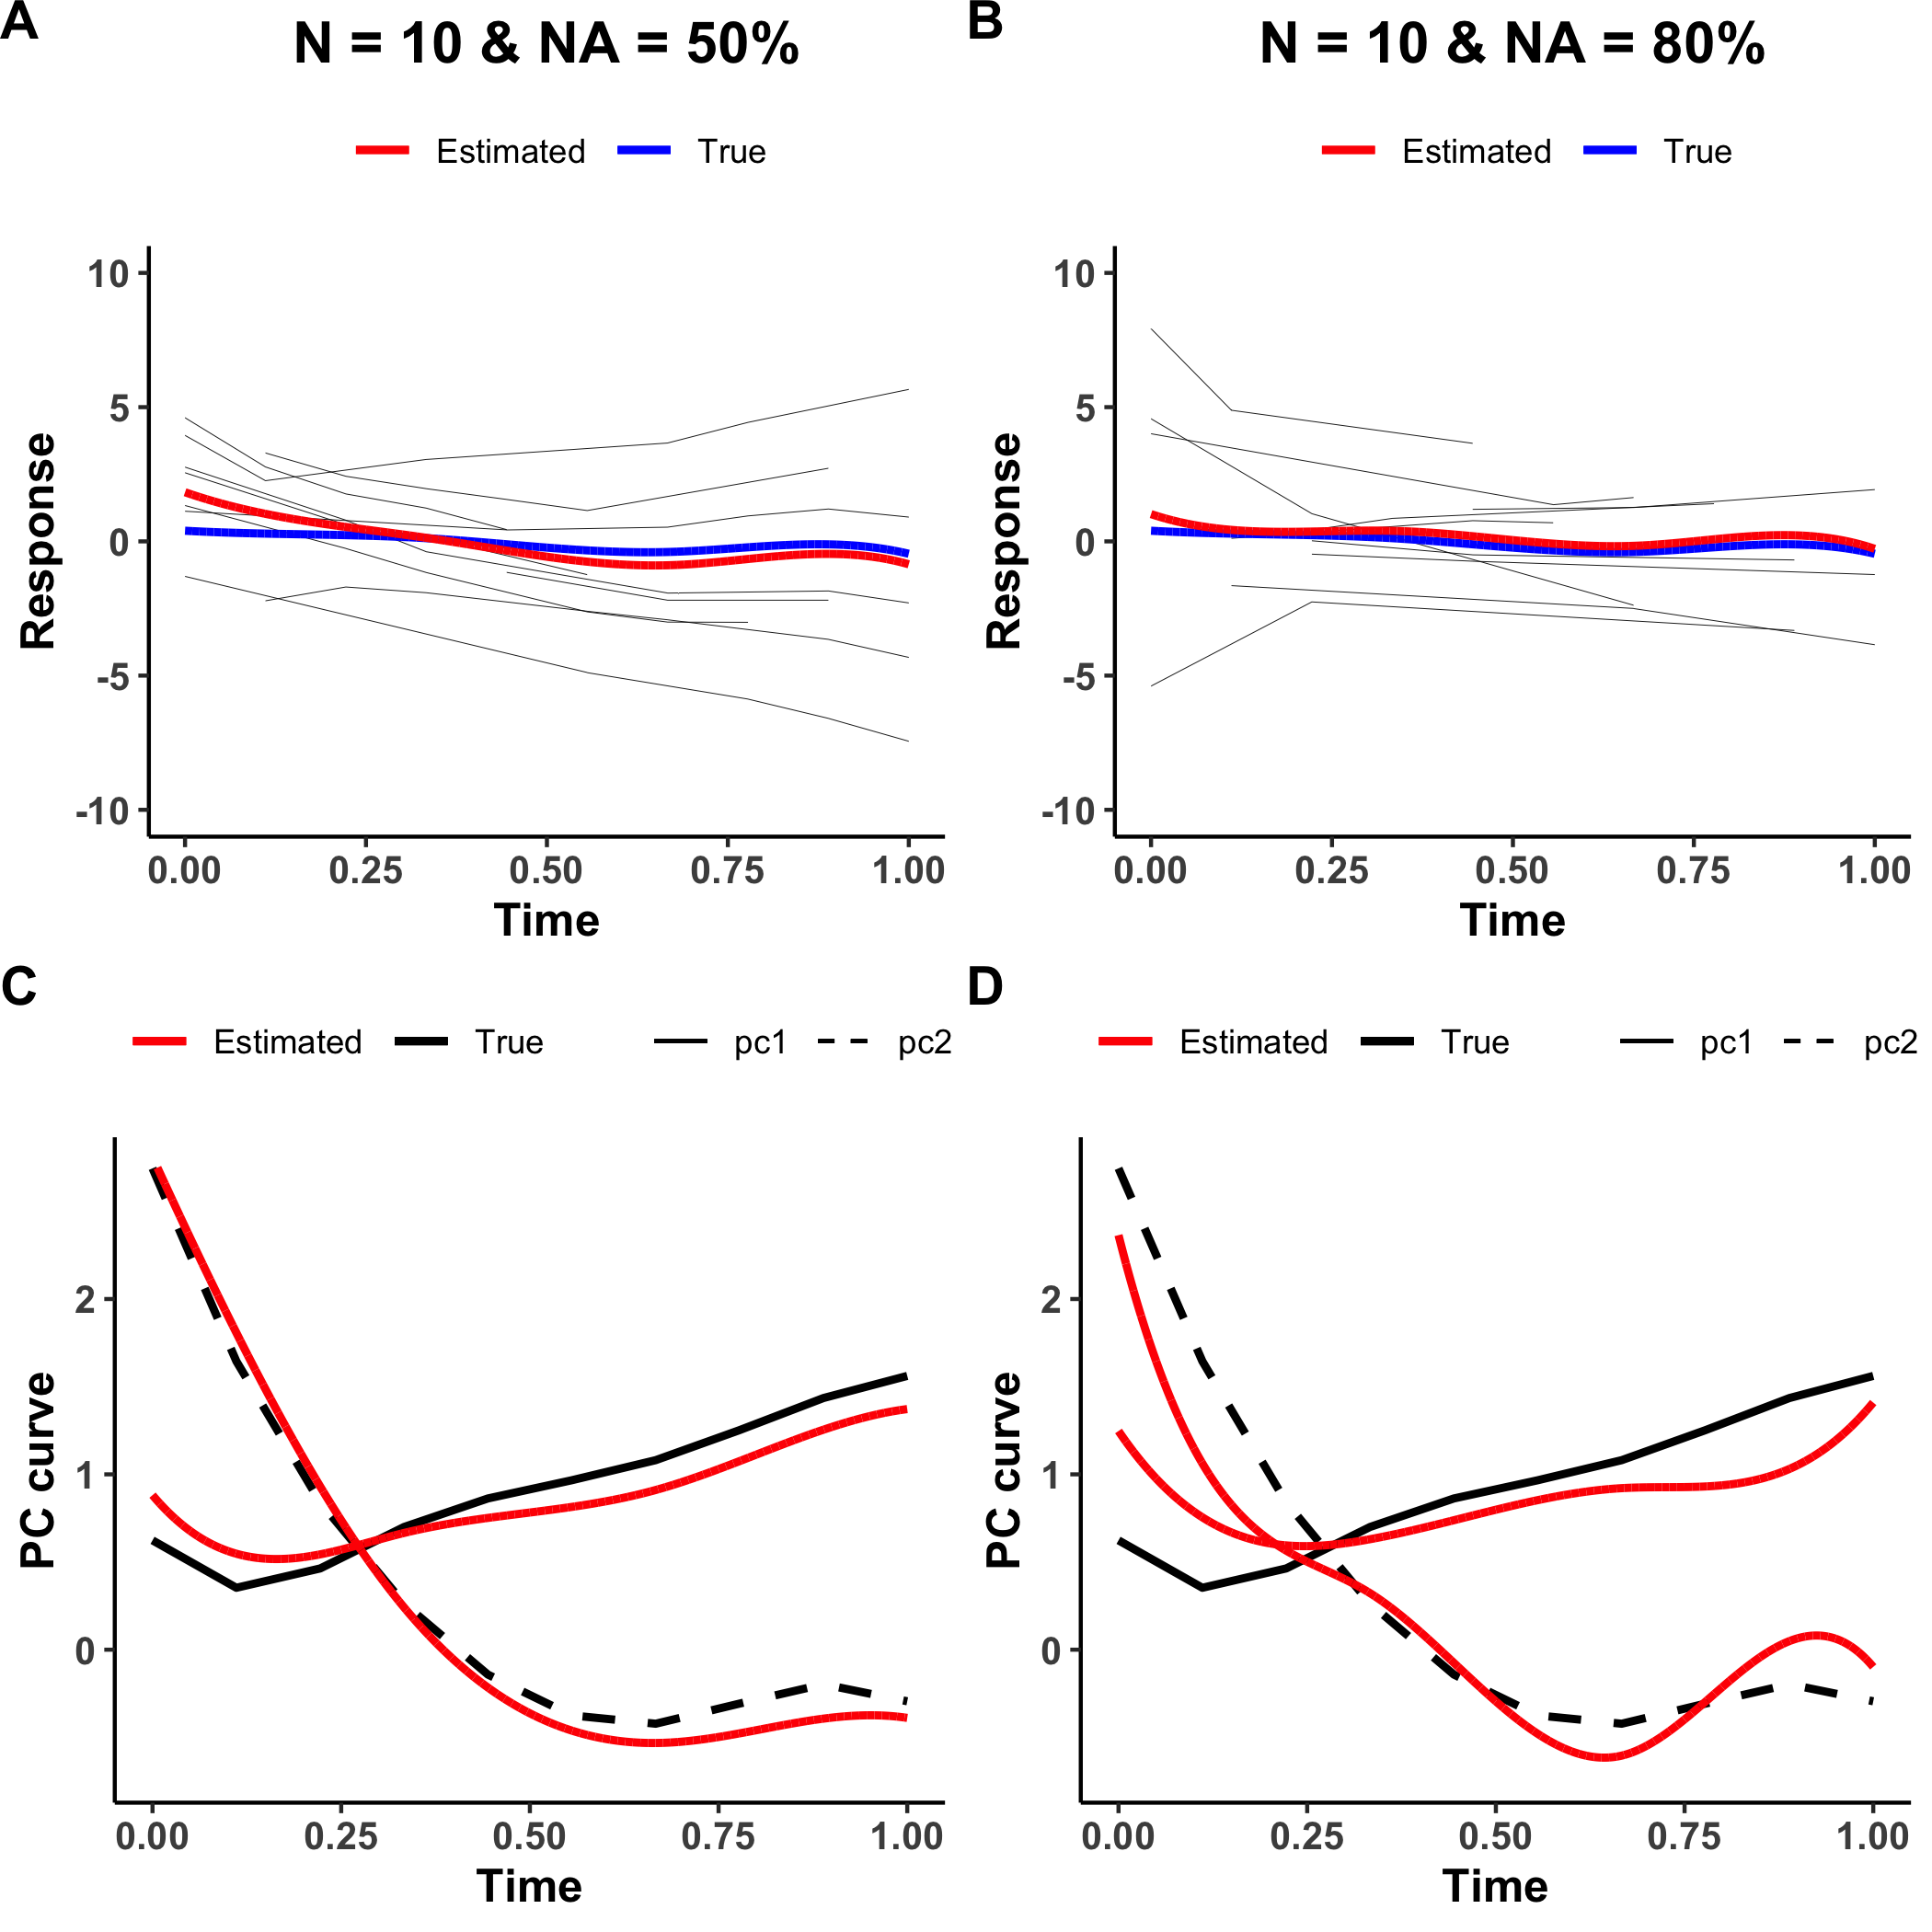 A
N = 10 & NA = 50%
Estimated True
Response
10
5
0
-5
-10
0.00 0.25 0.50 0.75 1.00
Time
B
N = 10 & NA = 80%
Estimated True
Response
10
5
0
-5
-10
0.00 0.25 0.50 0.75 1.00
Time
C
Estimated True pc1 pc2
PC curve
2
1
0
0.00 0.25 0.50 0.75 1.00
Time
D
Estimated True pc1 pc2
PC curve
2
1
0
0.00 0.25 0.50 0.75 1.00
Time